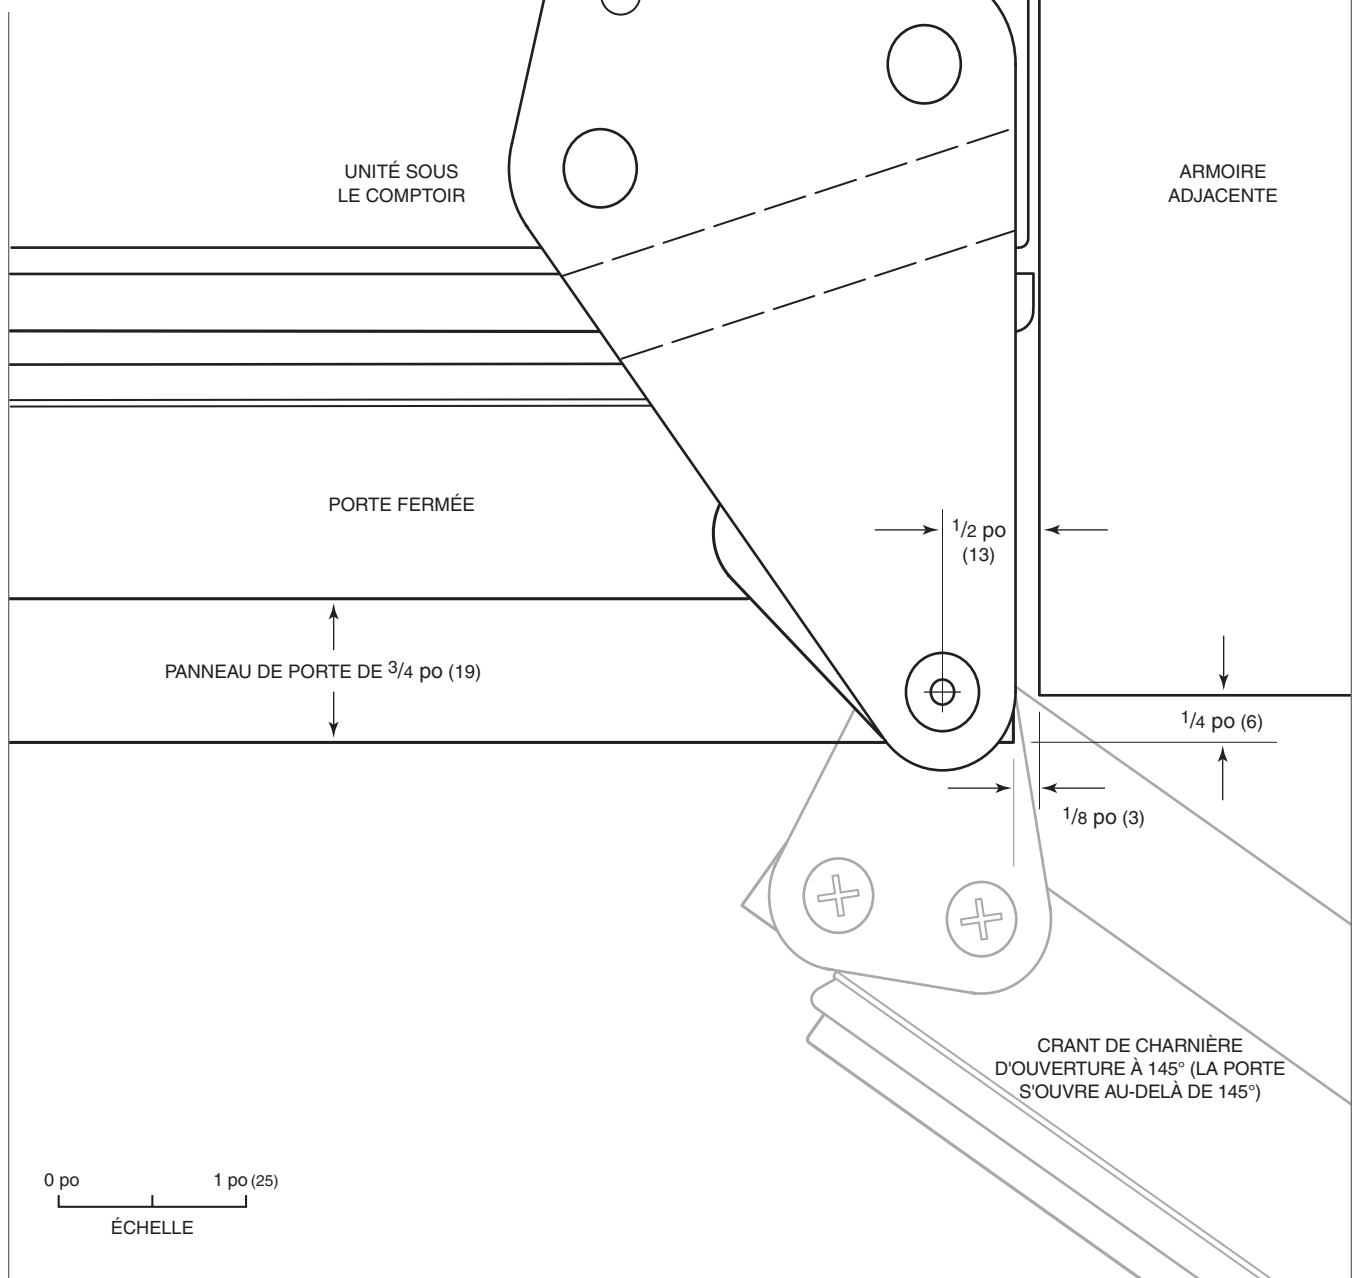 UNITÉ SOUS
LE COMPTOIR
ARMOIRE
ADJACENTE
PORTE FERMÉE
1/2 po
(13)
PANNEAU DE PORTE DE 3/4 po (19)
1/4 po (6)
1/8 po (3)
CRANT DE CHARNIÈRE
D'OUVERTURE À 145° (LA PORTE
S'OUVRE AU-DELÀ DE 145°)
0 po
1 po (25)
ÉCHELLE